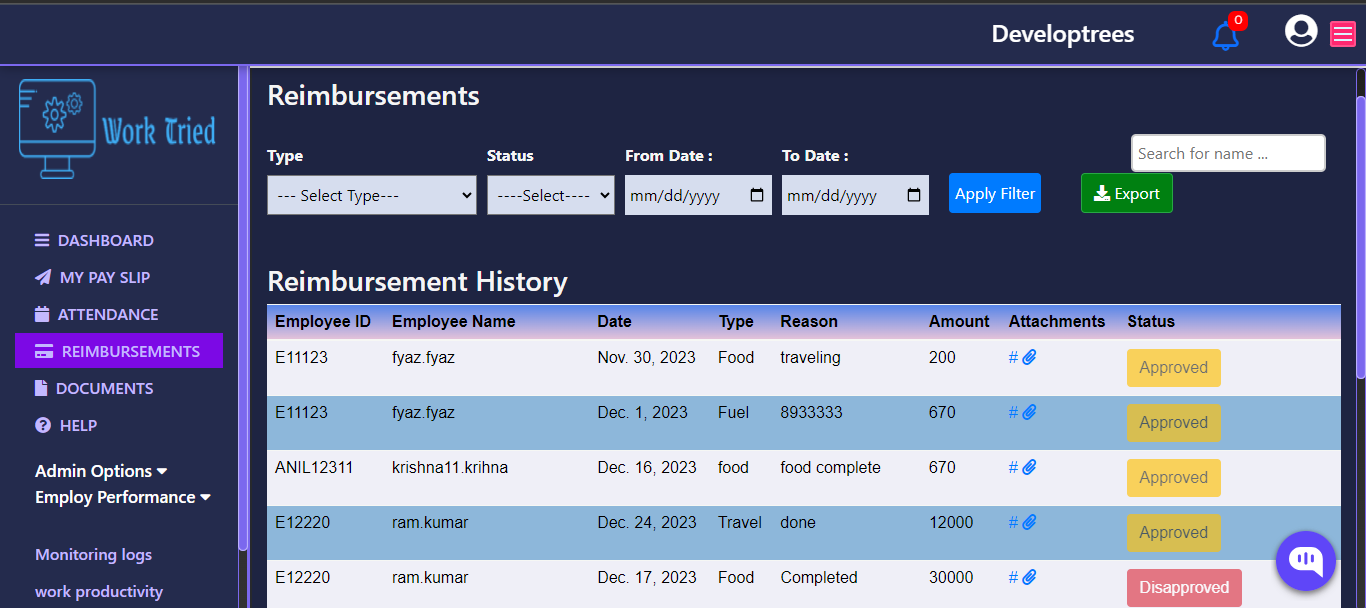 Developtrees
0
Work Tried
DASHBOARD
MY PAY SLIP
ATTENDANCE
REIMBURSEMENTS
DOCUMENTS
HELP
Admin Options
Employ Performance
Monitoring logs
work productivity
Reimbursements
Search for name ...
Type Status From Date : To Date :
--- Select Type--- ----Select---- mm/dd/yyyy mm/dd/yyyy Apply Filter Export
Reimbursement History
Employee ID Employee Name Date Type Reason Amount Attachments Status
E11123 fyaz.fyaz Nov. 30, 2023 Food traveling 200 # Approved
E11123 fyaz.fyaz Dec. 1, 2023 Fuel 8933333 670 # Approved
ANIL12311 krishna11.krihna Dec. 16, 2023 food food complete 670 # Approved
E12220 ram.kumar Dec. 24, 2023 Travel done 12000 # Approved
E12220 ram.kumar Dec. 17, 2023 Food Completed 30000 # Disapproved